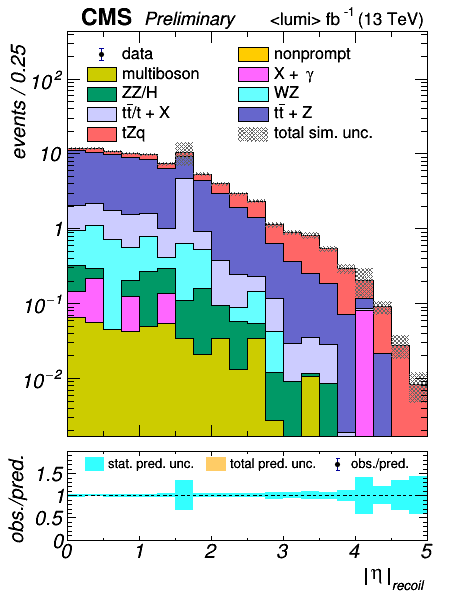 CMS Preliminary <lumi> fb⁻¹ (13 TeV)
events / 0.25
data
nonprompt
multiboson
X + γ
ZZ/H
WZ
tt̄/t + X
tt̄ + Z
tZq
total sim. unc.
10²
10
1
10⁻¹
10⁻²
obs./pred.
stat. pred. unc. total pred. unc. obs./pred.
1.5
1
0.5
0
0 1 2 3 4 5
|η|recoil